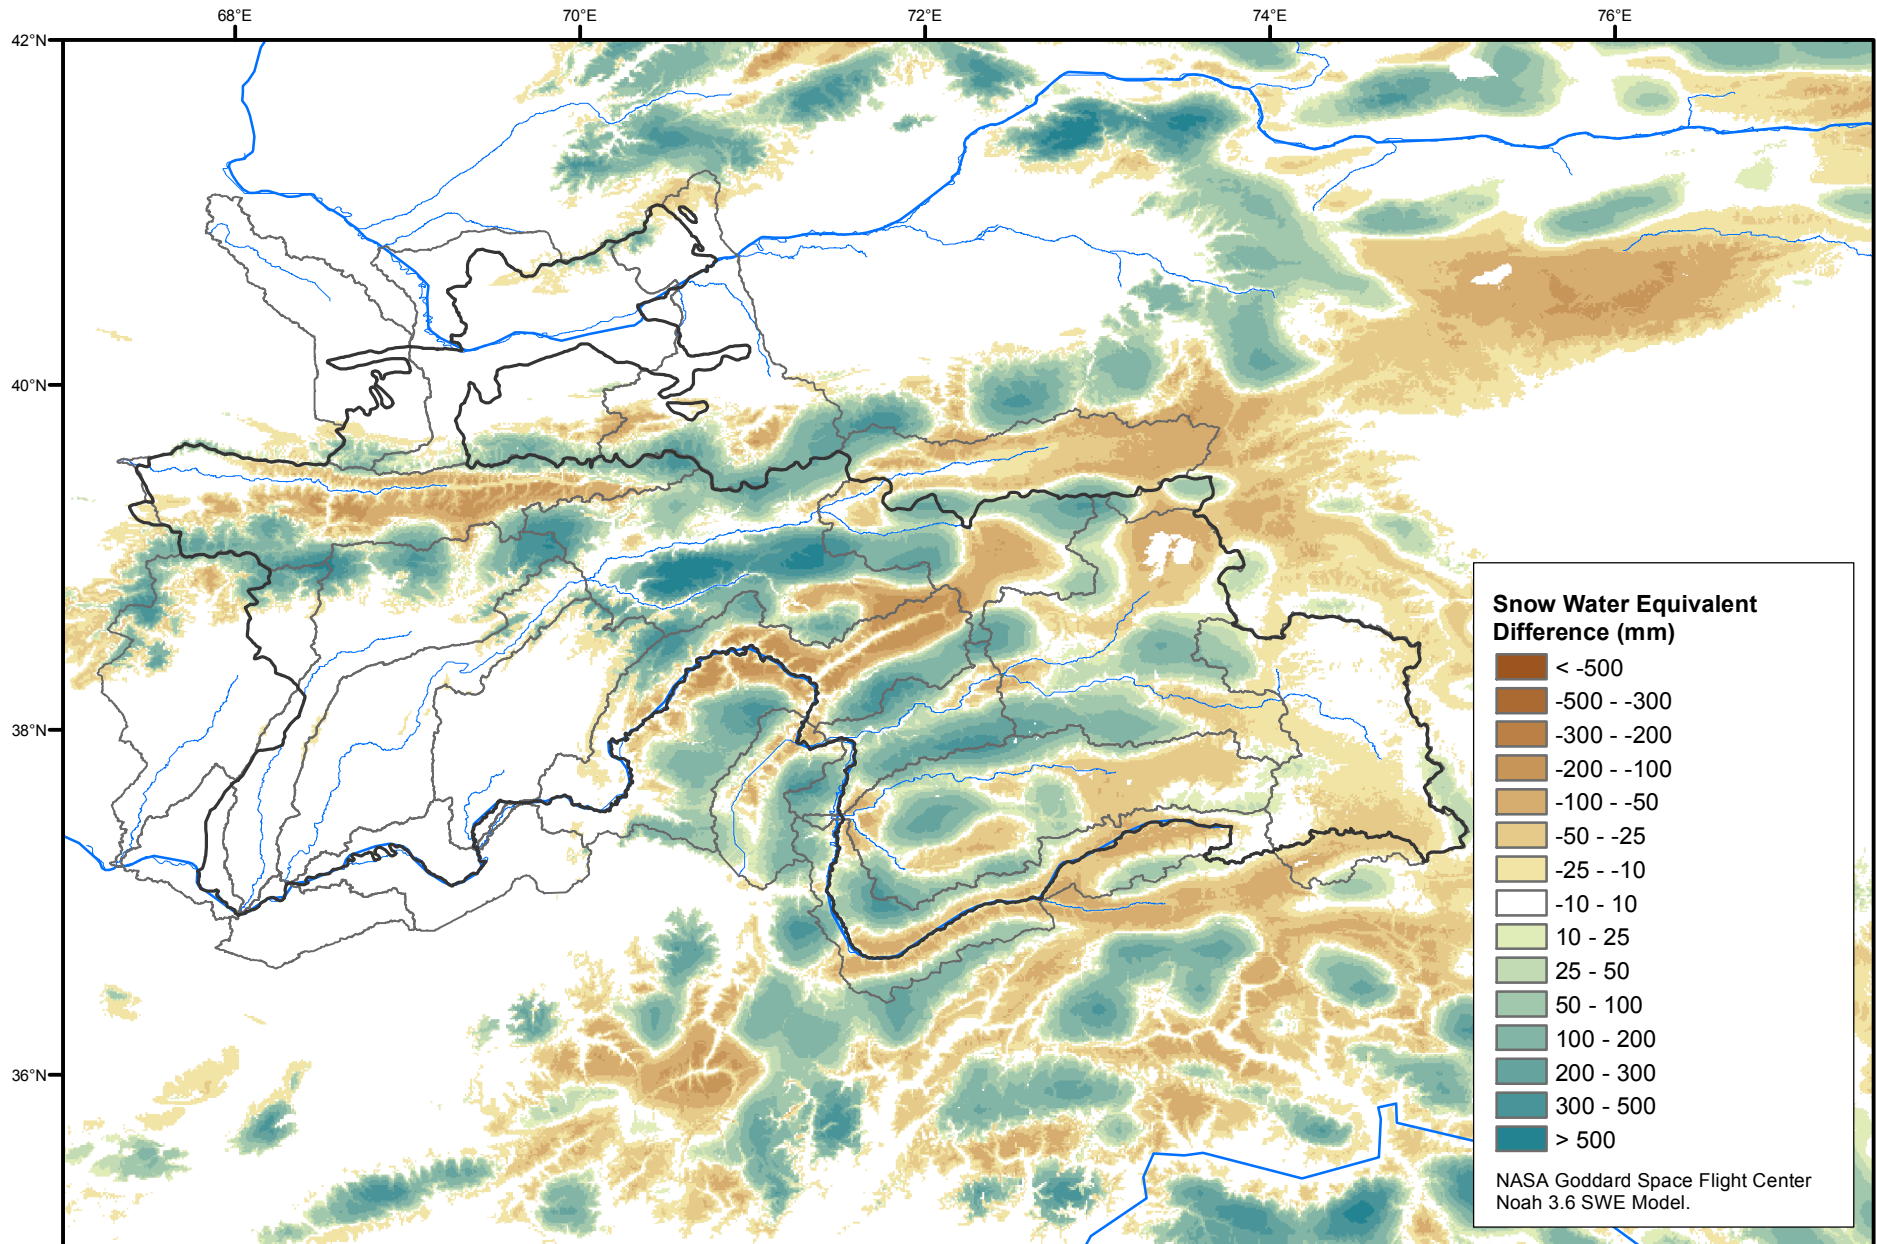 68°E 70°E 72°E 74°E 76°E
42°N
40°N
38°N
36°N
Snow Water Equivalent
Difference (mm)
< -500
-500 - -300
-300 - -200
-200 - -100
-100 - -50
-50 - -25
-25 - -10
-10 - 10
10 - 25
25 - 50
50 - 100
100 - 200
200 - 300
300 - 500
> 500
NASA Goddard Space Flight Center
Noah 3.6 SWE Model.